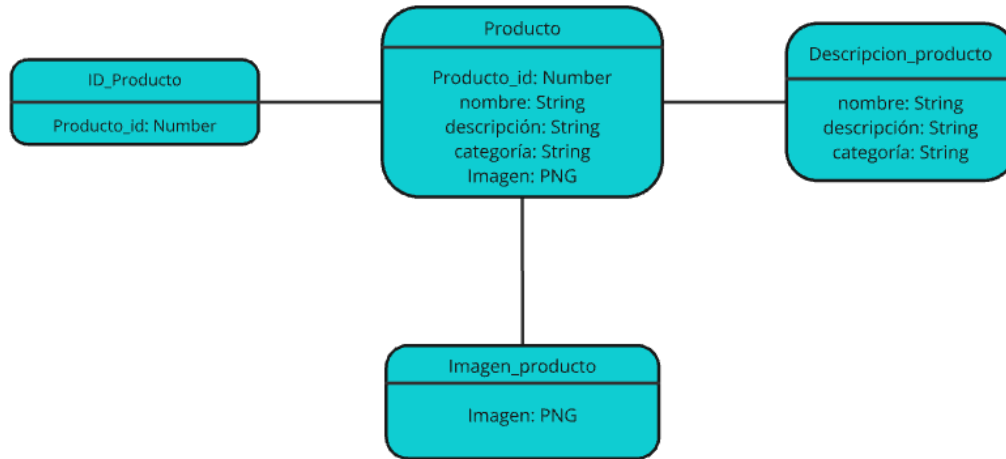 Producto
Producto_id: Number
nombre: String
descripción: String
categoría: String
Imagen: PNG
ID_Producto
Producto_id: Number
Descripcion_producto
nombre: String
descripción: String
categoría: String
Imagen_producto
Imagen: PNG